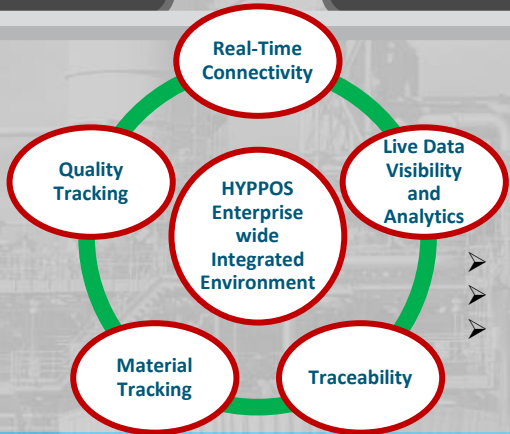 Real-Time
Connectivity
Quality
Tracking
Live Data
Visibility
and
Analytics
HYPPOS
Enterprise
wide
Integrated
Environment
Material
Tracking
Traceability